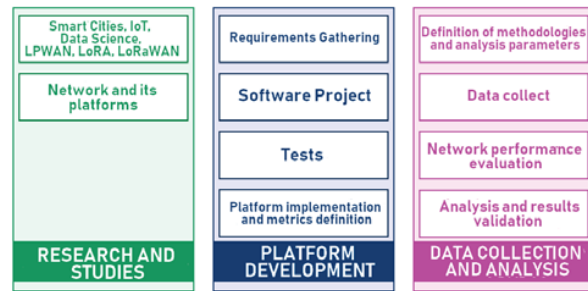 Smart Cities, IoT,
Data Science,
LPWAN, LoRA, LoRaWAN
Network and its
platforms
RESEARCH AND
STUDIES
Requirements Gathering
Software Project
Tests
Platform implementation
and metrics definition
PLATFORM
DEVELOPMENT
Definition of methodologies
and analysis parameters
Data collect
Network performance
evaluation
Analysis and results
validation
DATA COLLECTION
AND ANALYSIS